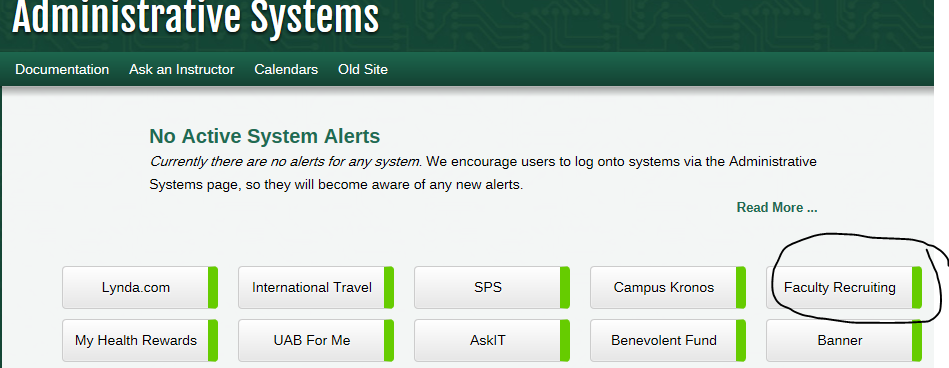 Administrative Systems
Documentation Ask an Instructor Calendars Old Site
No Active System Alerts
Currently there are no alerts for any system. We encourage users to log onto systems via the Administrative
Systems page, so they will become aware of any new alerts.
Read More ...
Lynda.com International Travel SPS Campus Kronos Faculty Recruiting
My Health Rewards UAB For Me AskIT Benevolent Fund Banner